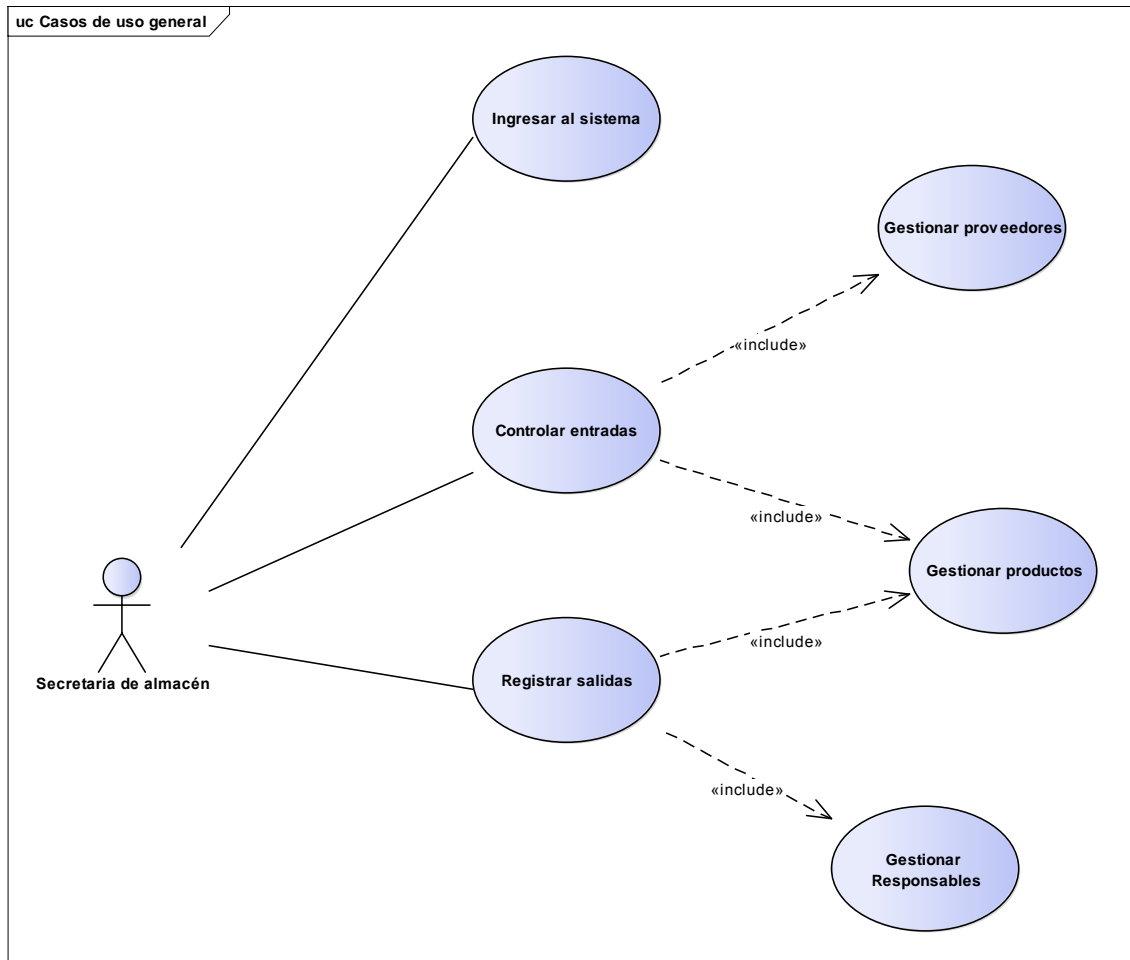 uc Casos de uso general
Ingresar al sistema
Gestionar proveedores
«include»
Controlar entradas
«include»
Gestionar productos
«include»
Registrar salidas
Secretaria de almacén
«include»
Gestionar
Responsables